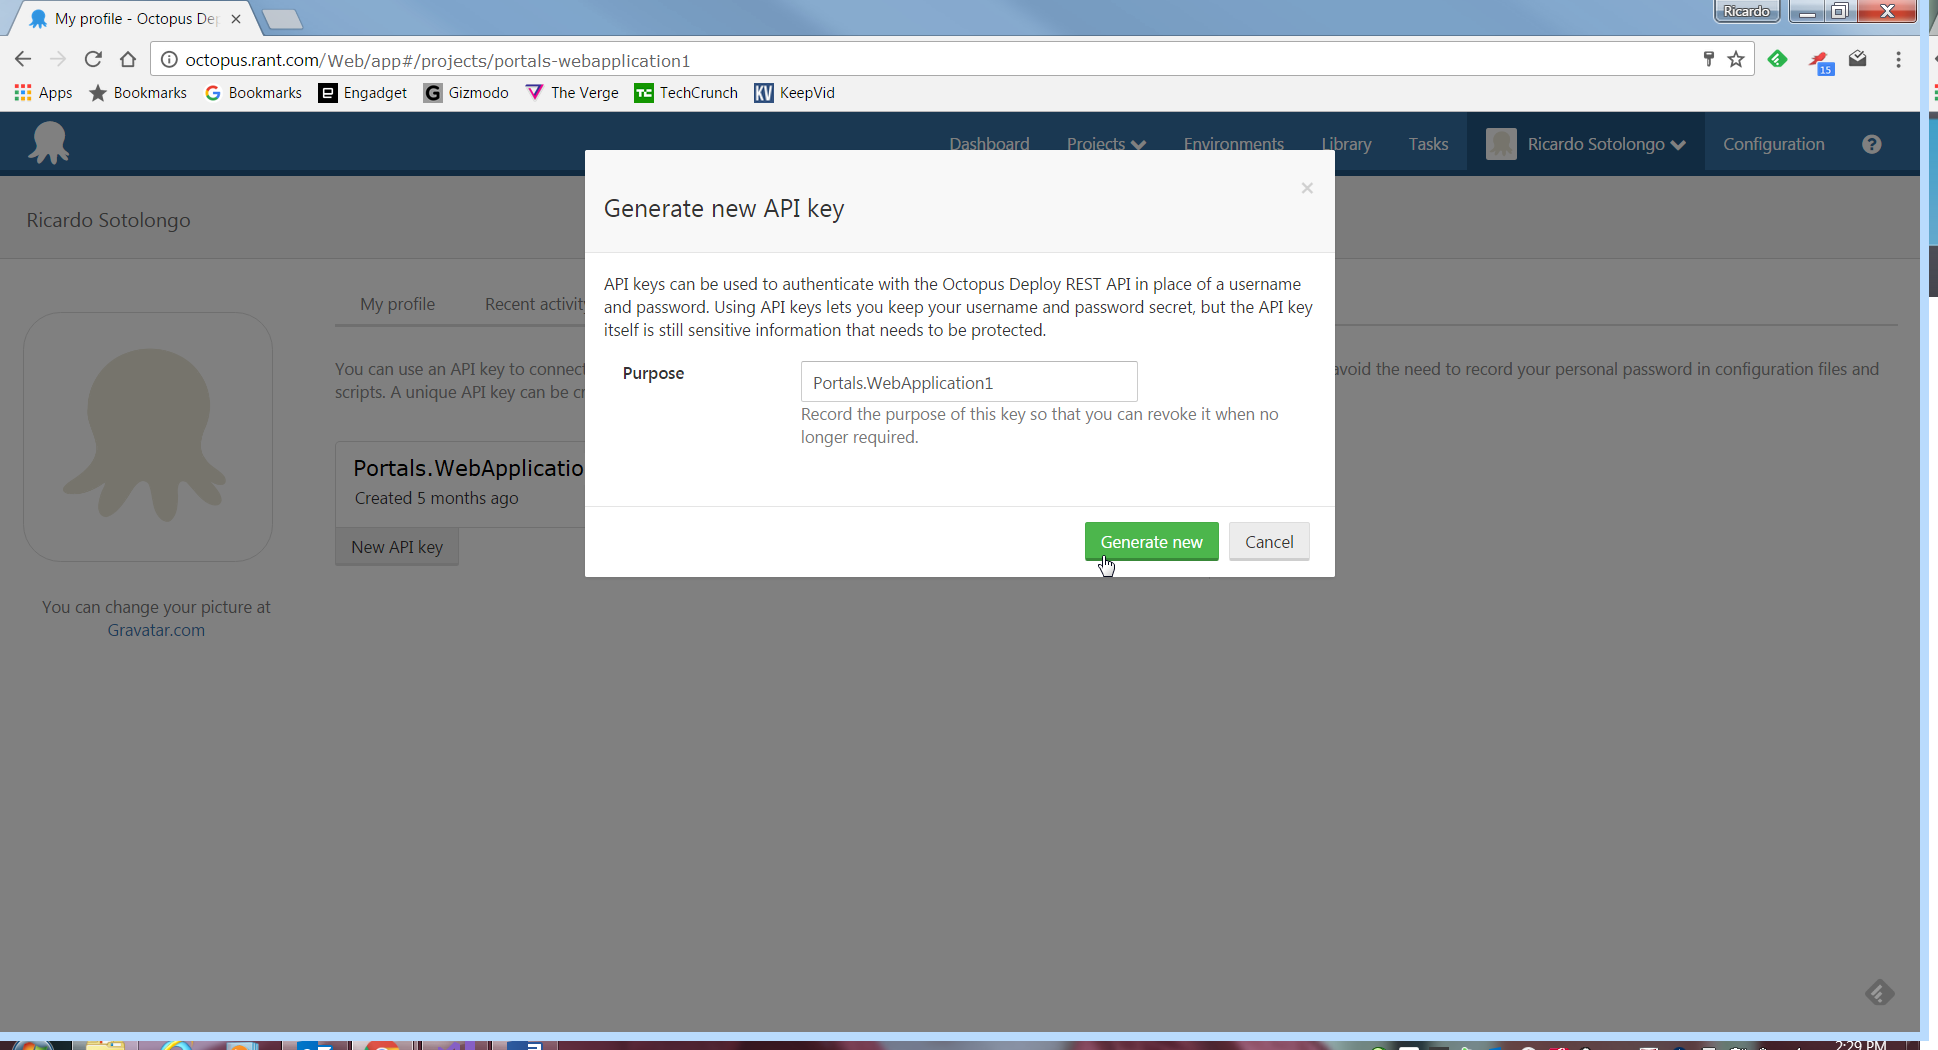 My profile - Octopus De
Ricardo
octopus.rant.com/Web/app#/projects/portals-webapplication1
15
Apps
Bookmarks
Bookmarks
Engadget
Gizmodo
The Verge
TechCrunch
KeepVid
Dashboard
Projects
Environments
Library
Tasks
Ricardo Sotolongo
Configuration
?
Ricardo Sotolongo
Generate new API key
×
API keys can be used to authenticate with the Octopus Deploy REST API in place of a username
and password. Using API keys lets you keep your username and password secret, but the API key
itself is still sensitive information that needs to be protected.
Purpose
Portals.WebApplication1
Record the purpose of this key so that you can revoke it when no
longer required.
Generate new
Cancel
My profile
Recent activity
You can use an API key to connect
avoid the need to record your personal password in configuration files and
scripts. A unique API key can be cr
Portals.WebApplicatio
Created 5 months ago
New API key
You can change your picture at
Gravatar.com
2:29 PM